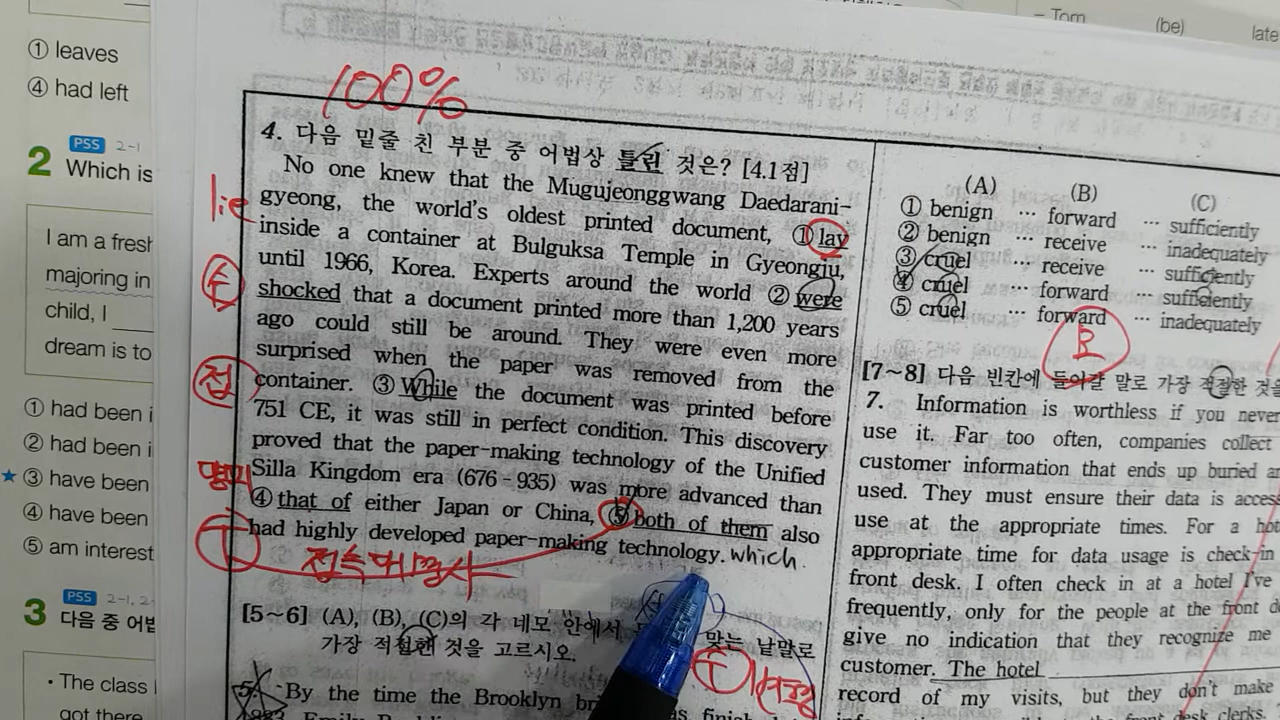 ① leaves
④ had left
PSS 2-1
2 Which is
I am a fresh
majoring in
child, I
dream is to
① had been i
② had been i
★ ③ have been
④ have been
⑤ am interest
PSS
3 다음 중 어법
• The class
got there
Tom (be) late
100%
4. 다음 밑줄 친 부분 중 어법상 틀린 것은? [4.1점]
No one knew that the Mugujeonggwang Daedarani-
lie gyeong, the world's oldest printed document, ① lay
inside a container at Bulguksa Temple in Gyeongju,
until 1966, Korea. Experts around the world ② were
수 shocked that a document printed more than 1,200 years
ago could still be around. They were even more
surprised when the paper was removed from the
접 container. ③ While the document was printed before
751 CE, it was still in perfect condition. This discovery
proved that the paper-making technology of the Unified
Silla Kingdom era (676-935) was more advanced than
④ that of either Japan or China, ⑤ both of them also
had highly developed paper-making technology. which
[5~6] (A), (B), (C)의 각 네모 안에서 맞는 낱말로
가장 적절한 것을 고르시오.
5. By the time the Brooklyn
(A) (B) (C)
① benign ··· forward ··· sufficiently
② benign ··· receive ··· inadequately
③ cruel ··· receive ··· sufficiently
④ cruel ··· forward ··· sufficiently
⑤ cruel ··· forward ··· inadequately
[7~8] 다음 빈칸에 들어갈 말로 가장 적절한 것을
7. Information is worthless if you never
use it. Far too often, companies collect
customer information that ends up buried
used. They must ensure their data is
use at the appropriate times. For a
appropriate time for data usage is check-in
front desk. I often check in at a hotel I've
frequently, only for the people at the front
give no indication that they recognize me
customer. The hotel
record of my visits, but they don't make